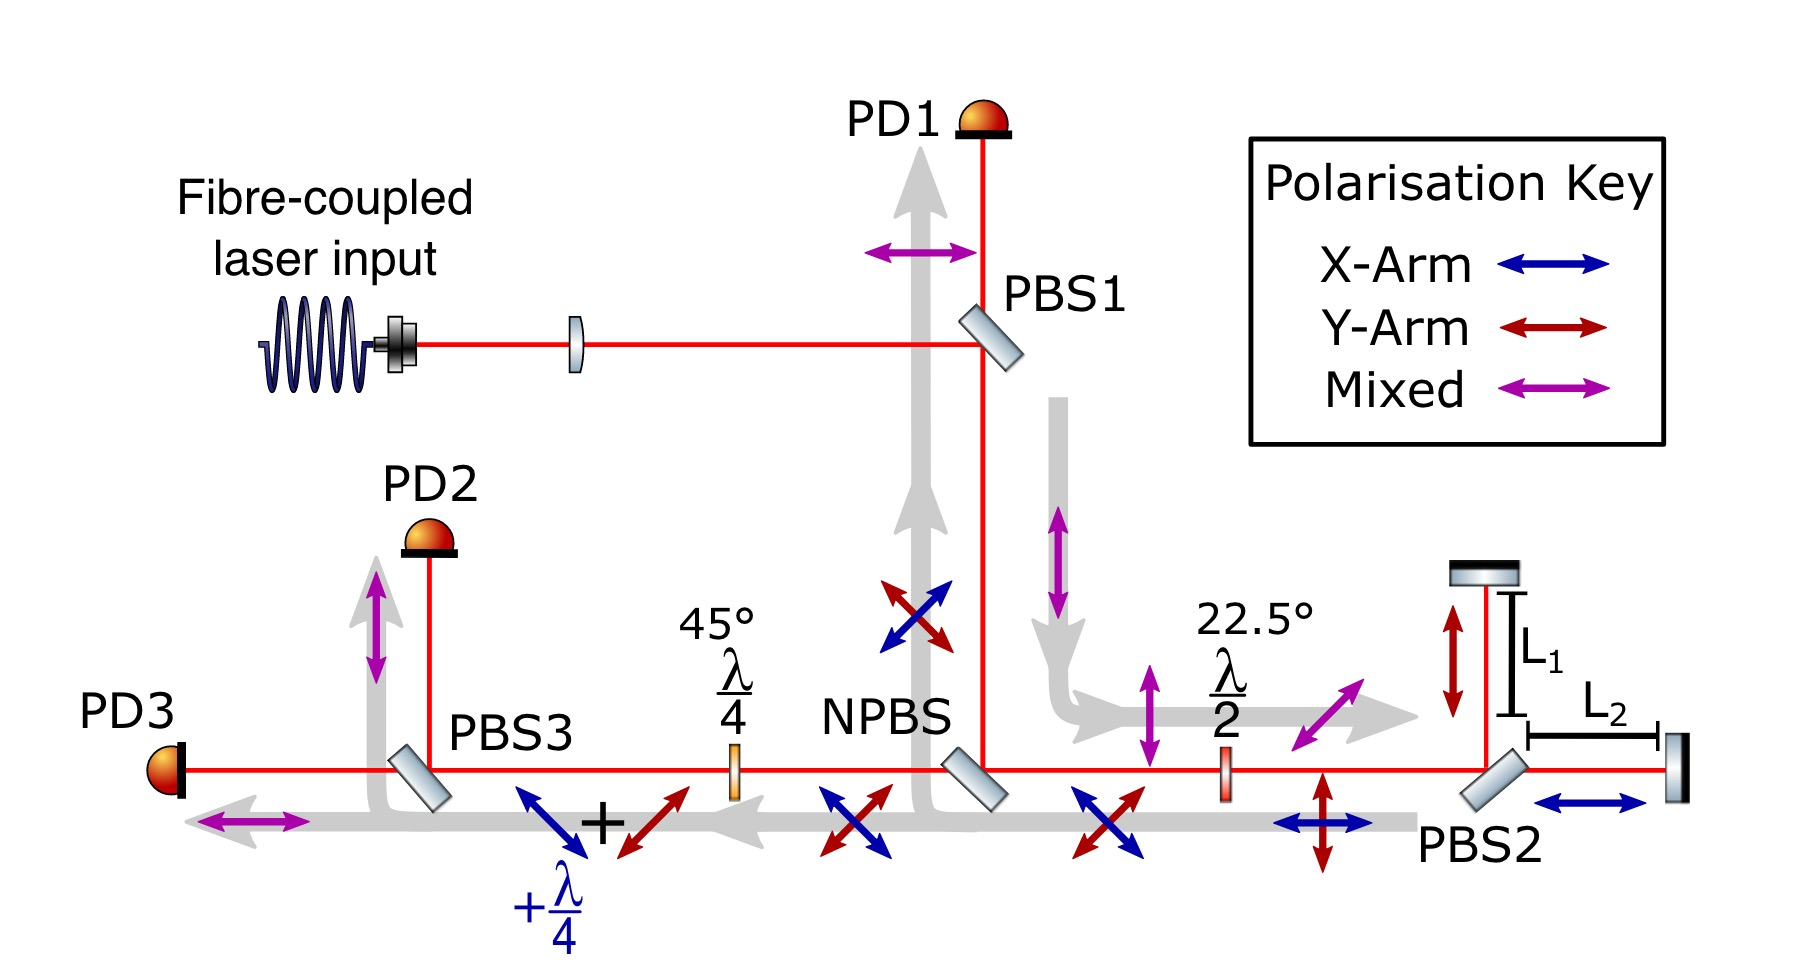 PD1
Fibre-coupled
laser input
PBS1
Polarisation Key
X-Arm
Y-Arm
Mixed
PD2
PD3
PBS3
45°
λ
4
NPBS
22.5°
λ
2
L1
L2
PBS2
+
+λ
4